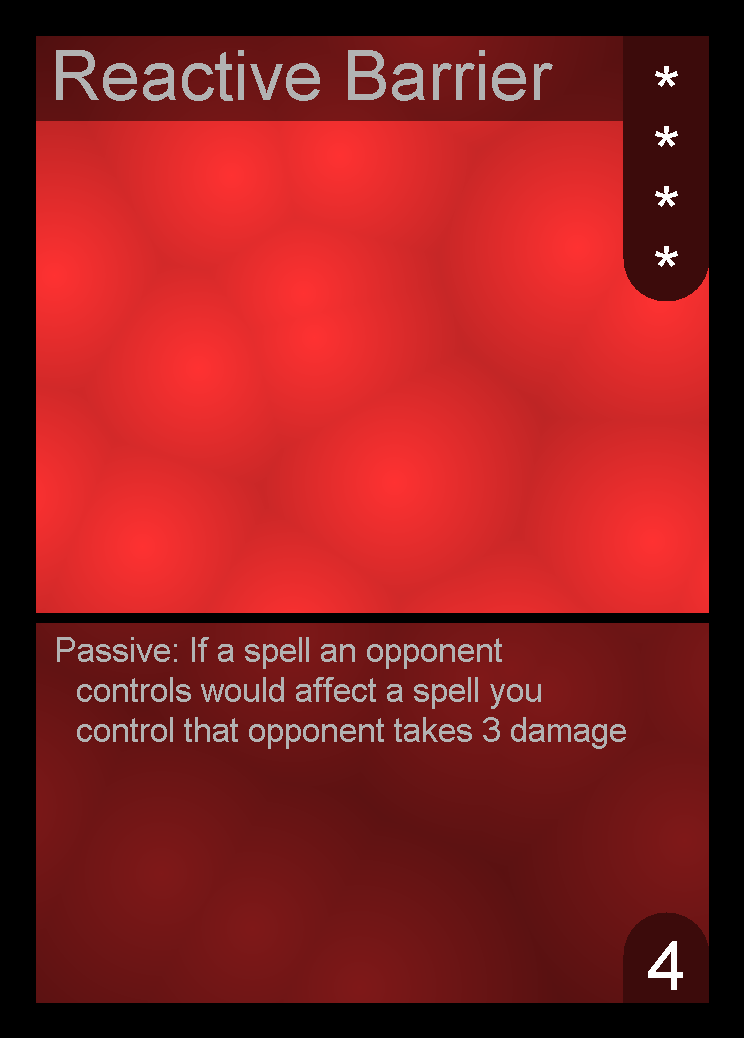 Reactive Barrier
*
*
*
*
Passive: If a spell an opponent
controls would affect a spell you
control that opponent takes 3 damage
4